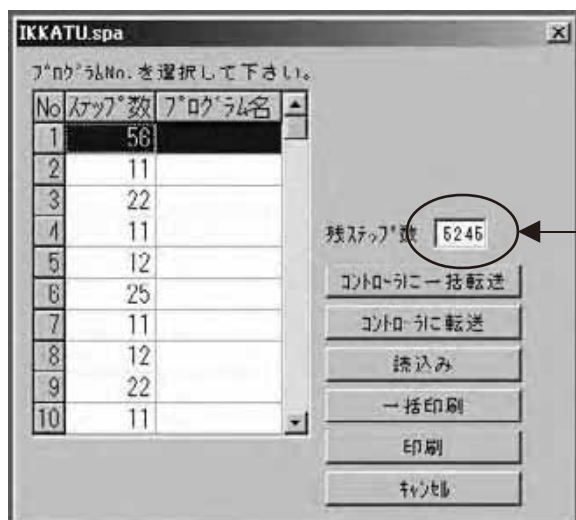 IKKATU.spa
ﾌﾟﾛｸﾞﾗﾑNo.を選択して下さい。
No ｽﾃｯﾌﾟ数 ﾌﾟﾛｸﾞﾗﾑ名
1 56
2 11
3 22
4 11
5 12
6 25
7 11
8 12
9 22
10 11
残ｽﾃｯﾌﾟ数 5245
ｺﾝﾄﾛｰﾗに一括転送
ｺﾝﾄﾛｰﾗに転送
読込み
一括印刷
印刷
ｷｬﾝｾﾙ